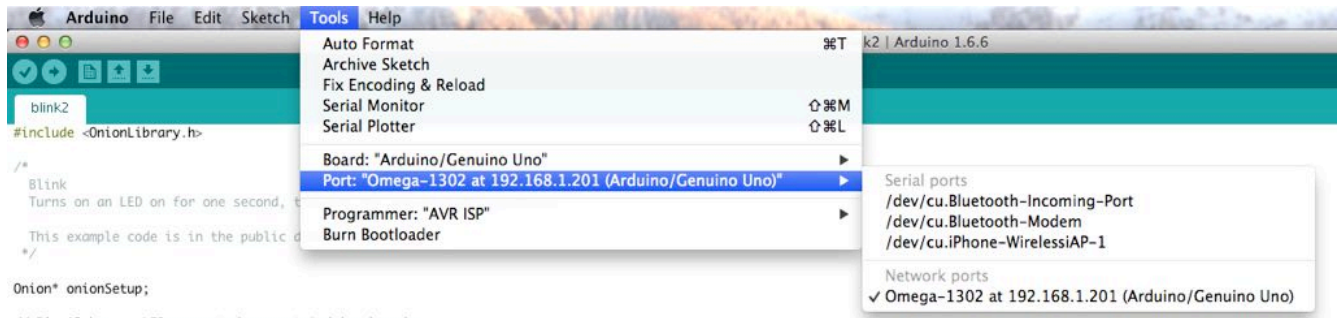 Arduino File Edit Sketch Tools Help
k2 | Arduino 1.6.6
Auto Format ⌘T
Archive Sketch
Fix Encoding & Reload
Serial Monitor ⇧⌘M
Serial Plotter ⇧⌘L
Board: "Arduino/Genuino Uno"
Port: "Omega-1302 at 192.168.1.201 (Arduino/Genuino Uno)"
Programmer: "AVR ISP"
Burn Bootloader
Serial ports
/dev/cu.Bluetooth-Incoming-Port
/dev/cu.Bluetooth-Modem
/dev/cu.iPhone-WirelessiAP-1
Network ports
✓ Omega-1302 at 192.168.1.201 (Arduino/Genuino Uno)
blink2
#include <OnionLibrary.h>
/*
Blink
Turns on an LED on for one second, t
This example code is in the public d
*/
Onion* onionSetup;